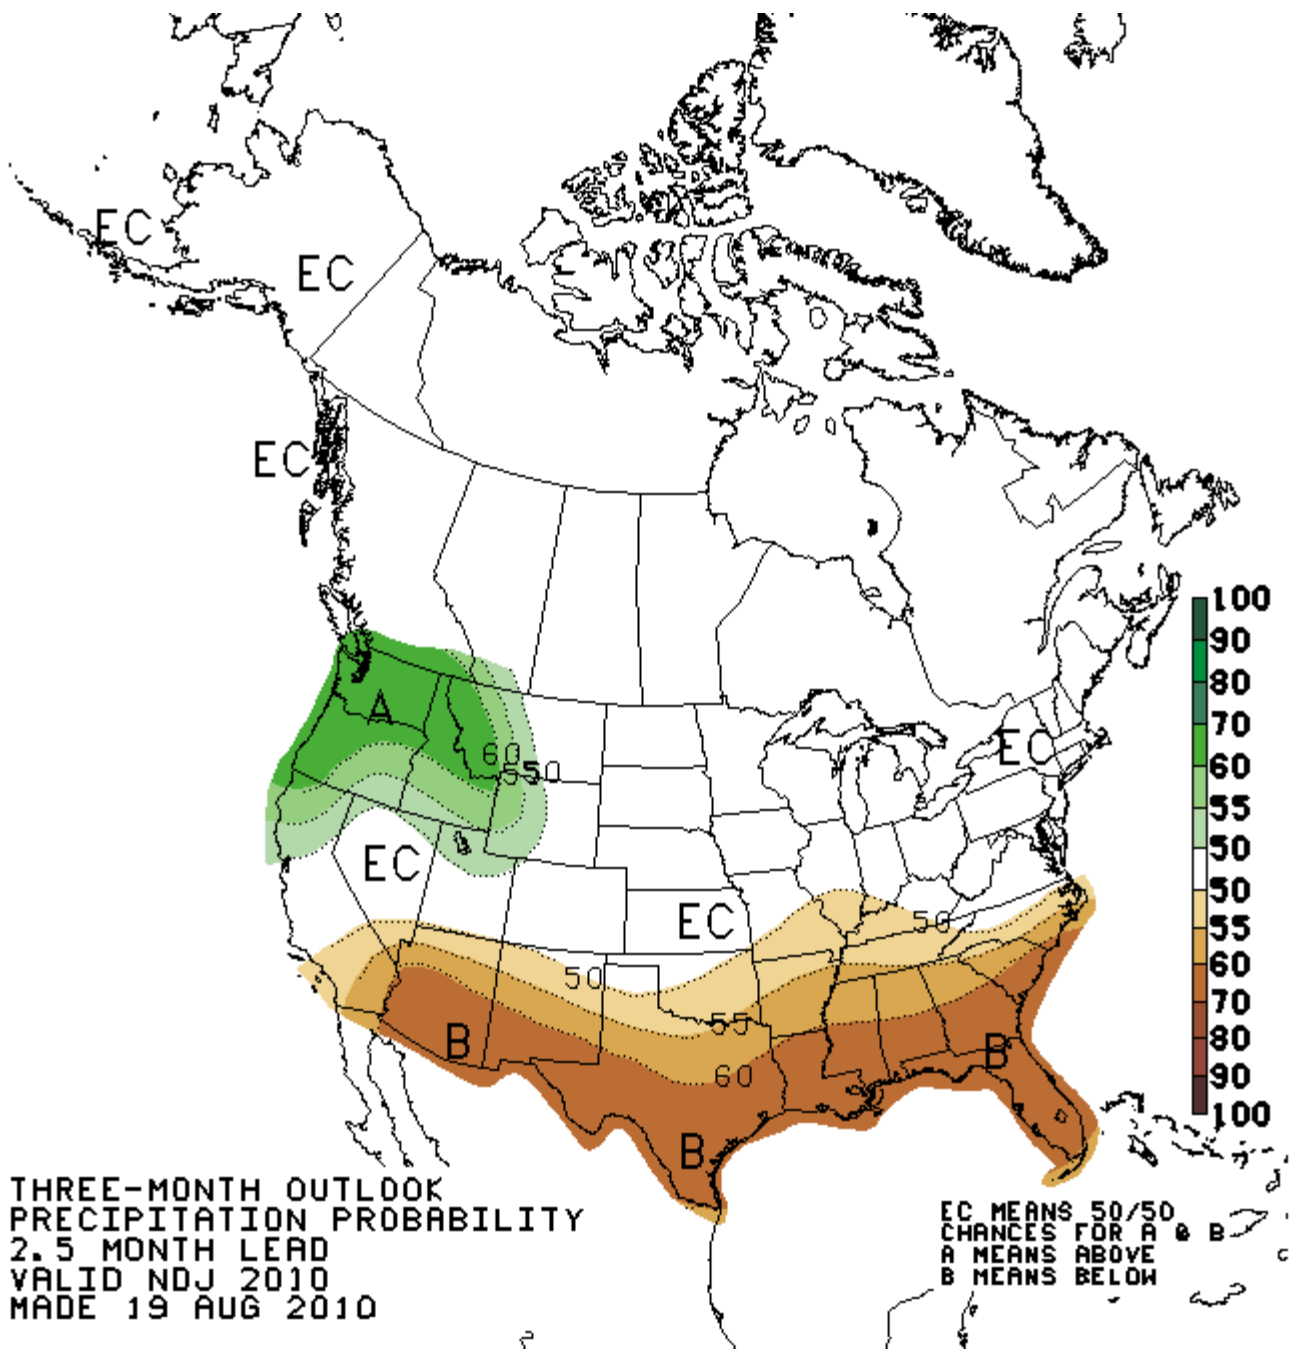 EC
EC
EC
A
60
550
EC
EC
EC
50
50
55
60
B
B
B
100
90
80
70
60
55
50
50
55
60
70
80
90
100
THREE-MONTH OUTLOOK
PRECIPITATION PROBABILITY
2.5 MONTH LEAD
VALID NDJ 2010
MADE 19 AUG 2010
EC MEANS 50/50
CHANCES FOR A & B
A MEANS ABOVE
B MEANS BELOW